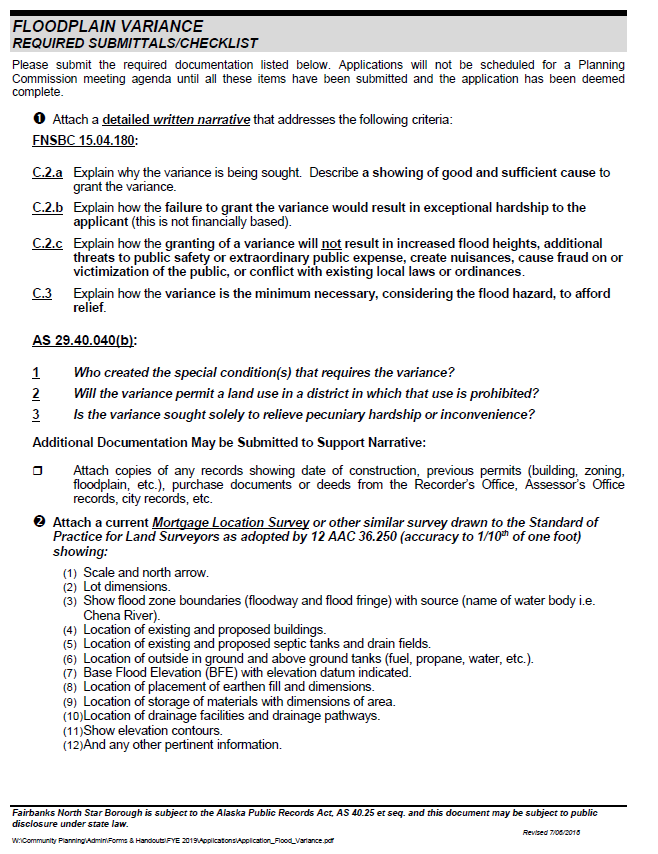 FLOODPLAIN VARIANCE
REQUIRED SUBMITTALS/CHECKLIST
Please submit the required documentation listed below. Applications will not be scheduled for a Planning
Commission meeting agenda until all these items have been submitted and the application has been deemed
complete.
❶ Attach a detailed written narrative that addresses the following criteria:
FNSBC 15.04.180:
C.2.a Explain why the variance is being sought. Describe a showing of good and sufficient cause to
grant the variance.
C.2.b Explain how the failure to grant the variance would result in exceptional hardship to the
applicant (this is not financially based).
C.2.c Explain how the granting of a variance will not result in increased flood heights, additional
threats to public safety or extraordinary public expense, create nuisances, cause fraud on or
victimization of the public, or conflict with existing local laws or ordinances.
C.3 Explain how the variance is the minimum necessary, considering the flood hazard, to afford
relief.
AS 29.40.040(b):
1 Who created the special condition(s) that requires the variance?
2 Will the variance permit a land use in a district in which that use is prohibited?
3 Is the variance sought solely to relieve pecuniary hardship or inconvenience?
Additional Documentation May be Submitted to Support Narrative:
❒ Attach copies of any records showing date of construction, previous permits (building, zoning,
floodplain, etc.), purchase documents or deeds from the Recorder's Office, Assessor's Office
records, city records, etc.
❷ Attach a current Mortgage Location Survey or other similar survey drawn to the Standard of
Practice for Land Surveyors as adopted by 12 AAC 36.250 (accuracy to 1/10th of one foot)
showing:
(1) Scale and north arrow.
(2) Lot dimensions.
(3) Show flood zone boundaries (floodway and flood fringe) with source (name of water body i.e.
Chena River).
(4) Location of existing and proposed buildings.
(5) Location of existing and proposed septic tanks and drain fields.
(6) Location of outside in ground and above ground tanks (fuel, propane, water, etc.).
(7) Base Flood Elevation (BFE) with elevation datum indicated.
(8) Location of placement of earthen fill and dimensions.
(9) Location of storage of materials with dimensions of area.
(10)Location of drainage facilities and drainage pathways.
(11)Show elevation contours.
(12)And any other pertinent information.
Fairbanks North Star Borough is subject to the Alaska Public Records Act, AS 40.25 et seq. and this document may be subject to public
disclosure under state law.
Revised 7/06/2016
W:\Community Planning\Admin\Forms & Handouts\FYE 2019\Applications\Application_Flood_Variance.pdf